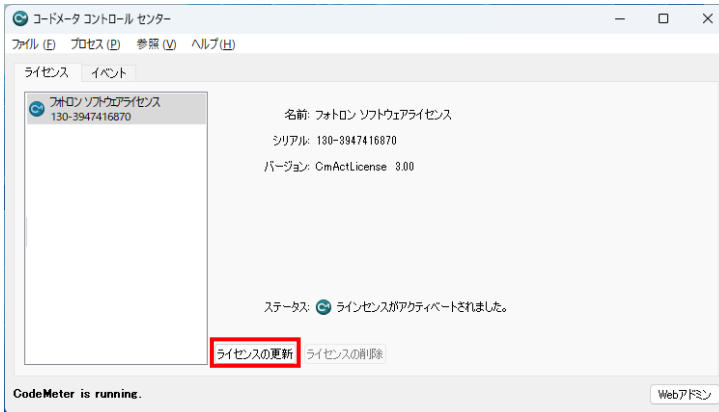 コードメータ コントロール センター
ファイル (F) プロセス (P) 参照 (V) ヘルプ(H)
ライセンス イベント
フォトロン ソフトウェアライセンス
130-3947416870
名前: フォトロン ソフトウェアライセンス
シリアル: 130-3947416870
バージョン: CmActLicense 3.00
ステータス: ラインセンスがアクティベートされました。
ライセンスの更新 ライセンスの削除
CodeMeter is running.
Webアドミン